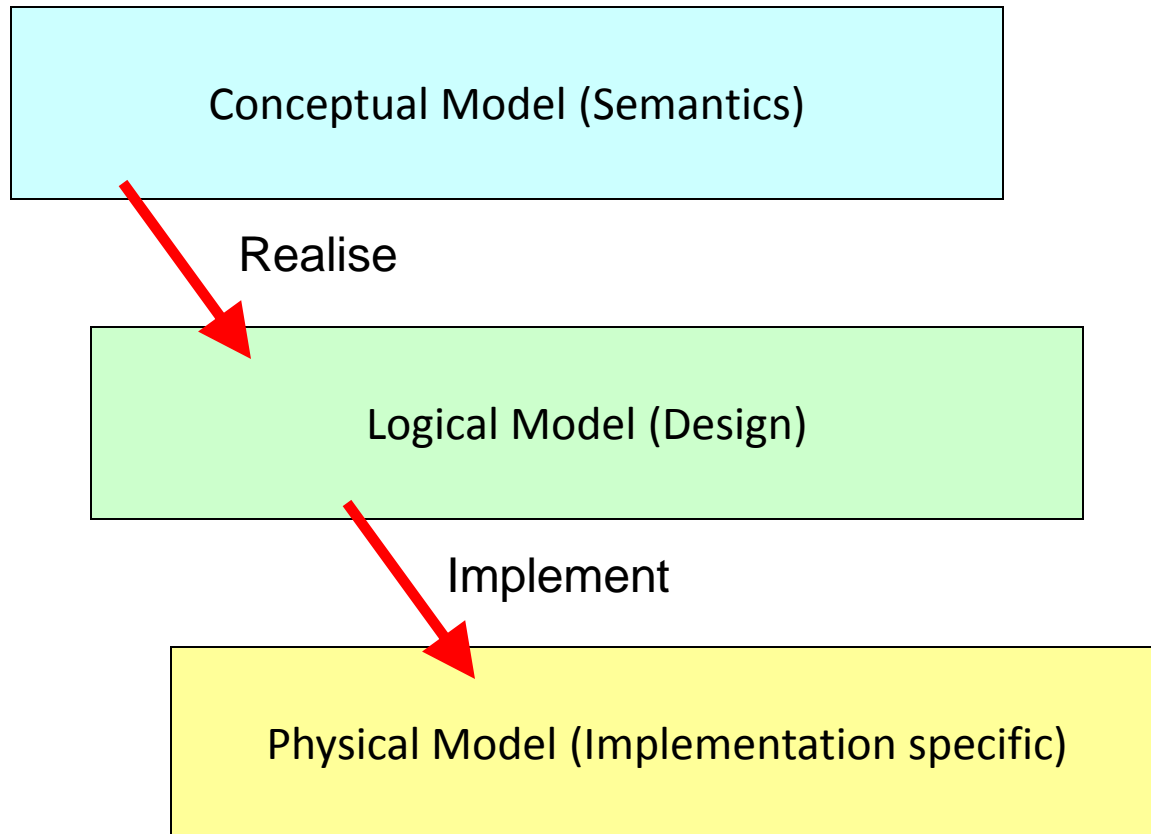 Conceptual Model (Semantics)
Realise
Logical Model (Design)
Implement
Physical Model (Implementation specific)